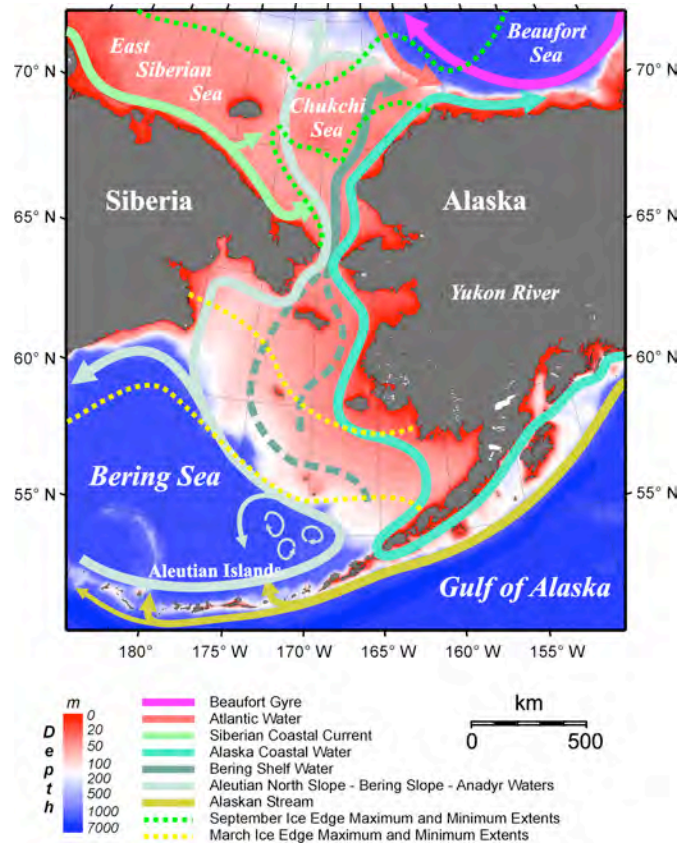 East
Siberian
Sea
Beaufort
Sea
Chukchi
Sea
70° N
70° N
Siberia
Alaska
65° N
65° N
Yukon River
60° N
60° N
Bering Sea
55° N
55° N
Aleutian Islands
Gulf of Alaska
180°
175° W
170° W
165° W
160° W
155° W
m
Depth
0
20
50
100
200
500
1000
7000
Beaufort Gyre
Atlantic Water
Siberian Coastal Current
Alaska Coastal Water
Bering Shelf Water
Aleutian North Slope - Bering Slope - Anadyr Waters
Alaskan Stream
September Ice Edge Maximum and Minimum Extents
March Ice Edge Maximum and Minimum Extents
km
0
500